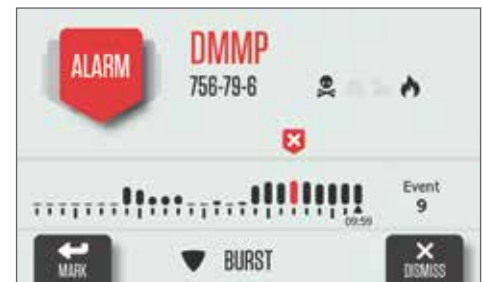 ALARM
DMMP
756-79-6
Event
9
09:59
MARK
BURST
DISMISS